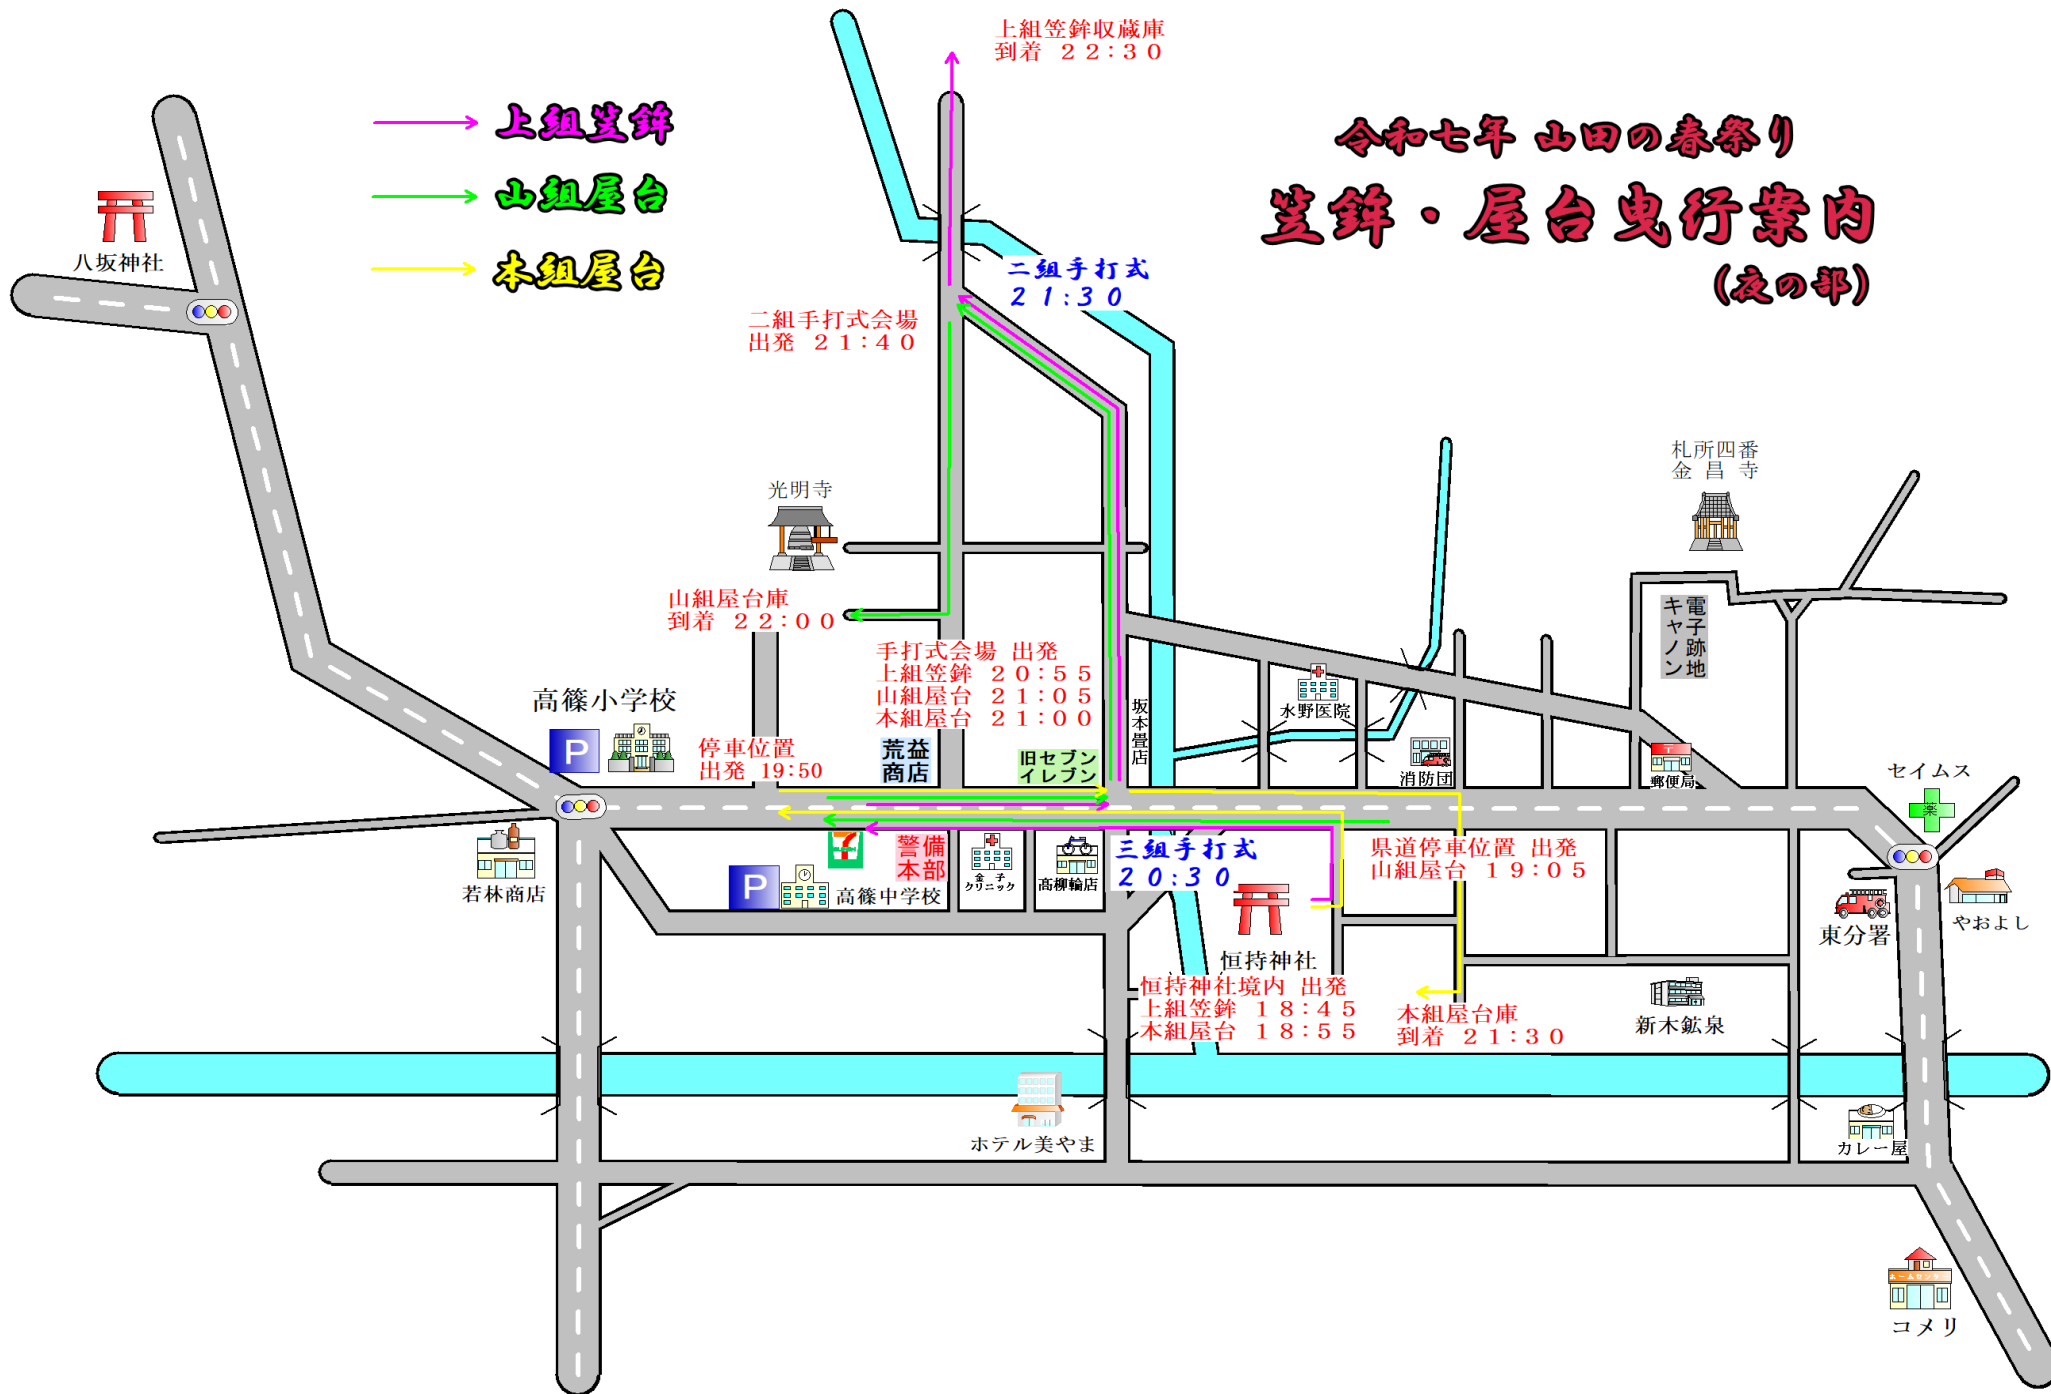 上組笠鉾収蔵庫
到着 22:30
上組笠鉾
山組屋台
本組屋台
令和七年 山田の春祭り
笠鉾・屋台曳行案内
(夜の部)
八坂神社
二組手打式
21:30
二組手打式会場
出発 21:40
札所四番
金昌寺
光明寺
山組屋台庫
到着 22:00
キャノン
電子跡地
手打式会場 出発
上組笠鉾 20:55
山組屋台 21:05
本組屋台 21:00
坂本畳店
水野医院
高篠小学校
P
停車位置
出発 19:50
荒益
商店
旧セブン
イレブン
消防団
郵便局
セイムス
薬
若林商店
7
警備
本部
金子
クリニック
高柳輪店
三組手打式
20:30
県道停車位置 出発
山組屋台 19:05
P
高篠中学校
東分署
やおよし
恒持神社
恒持神社境内 出発
上組笠鉾 18:45
本組屋台 18:55
本組屋台庫
到着 21:30
新木鉱泉
ホテル美やま
カレー屋
ホームセンター
コメリ